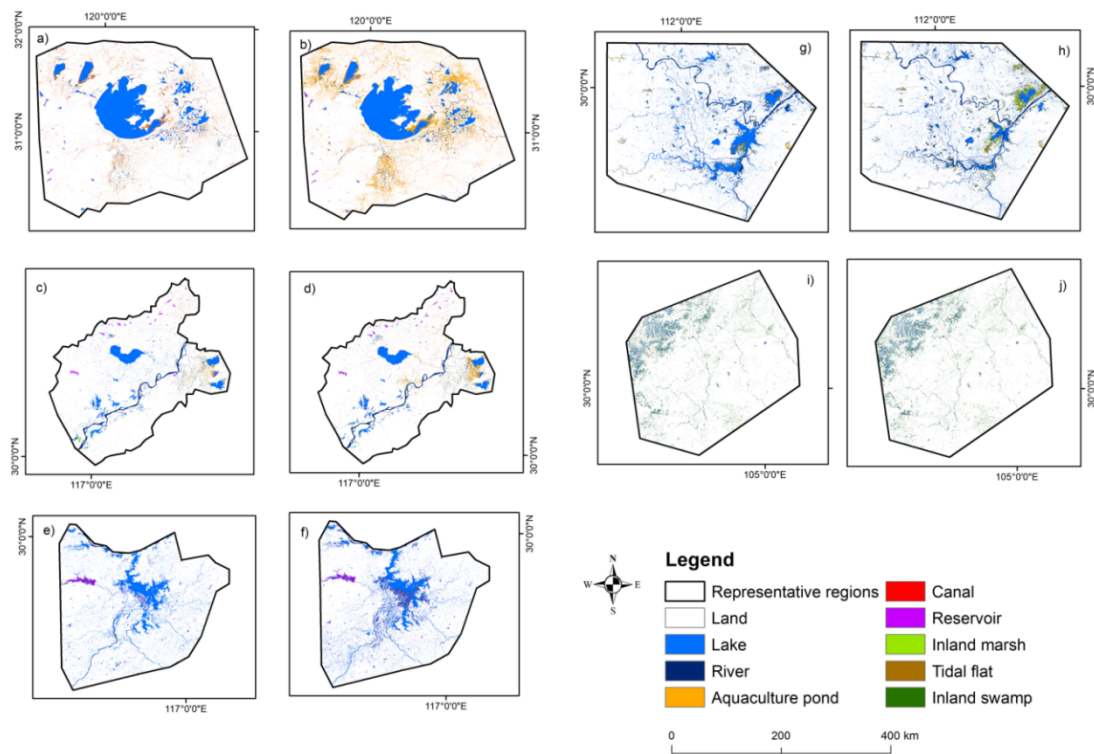 120°0'0"E
120°0'0"E
32°0'0"N
31°0'0"N
a)
b)
31°0'0"N
112°0'0"E
112°0'0"E
30°0'0"N
g)
h)
30°0'0"N
c)
d)
30°0'0"N
30°0'0"N
117°0'0"E
117°0'0"E
i)
j)
30°0'0"N
30°0'0"N
105°0'0"E
105°0'0"E
e)
f)
30°0'0"N
30°0'0"N
117°0'0"E
117°0'0"E
N
W E
S
Legend
Representative regions
Land
Lake
River
Aquaculture pond
Canal
Reservoir
Inland marsh
Tidal flat
Inland swamp
0 200 400 km